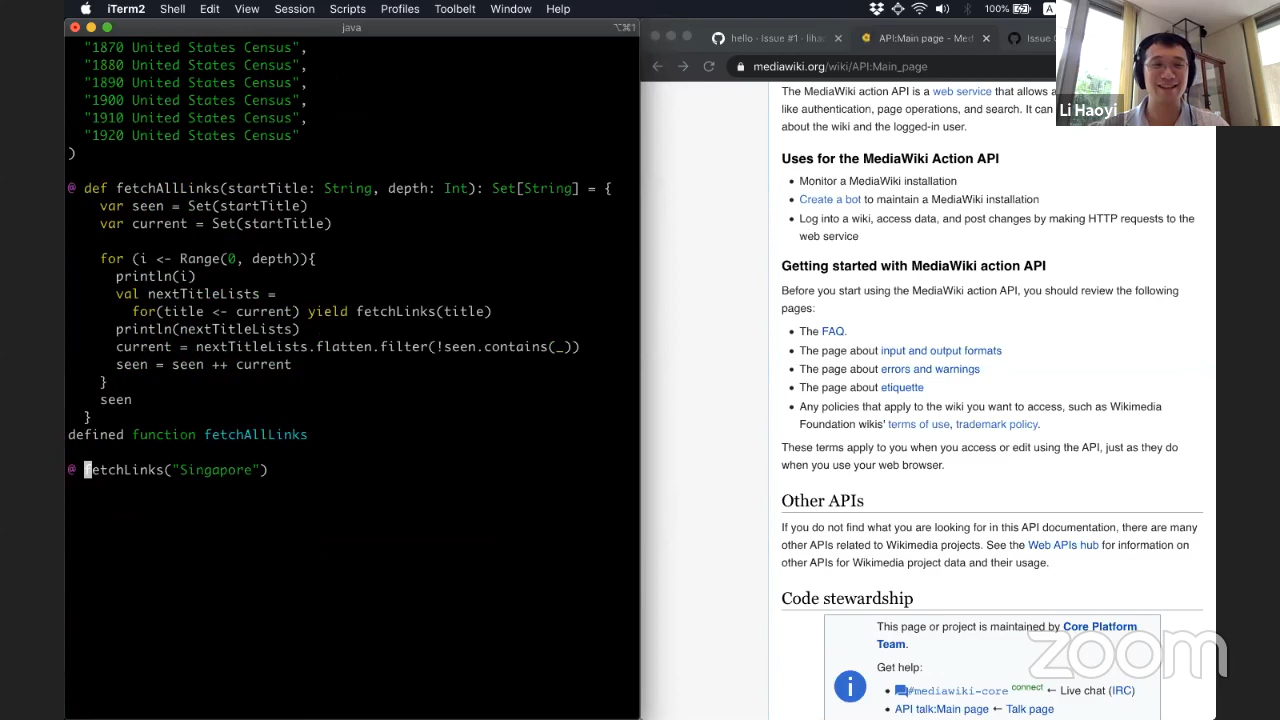 iTerm2 Shell Edit View Session Scripts Profiles Toolbelt Window Help
100%
A
java
⌥⌘1
"1870 United States Census",
"1880 United States Census",
"1890 United States Census",
"1900 United States Census",
"1910 United States Census",
"1920 United States Census"
)
@ def fetchAllLinks(startTitle: String, depth: Int): Set[String] = {
var seen = Set(startTitle)
var current = Set(startTitle)
for (i <- Range(0, depth)){
println(i)
val nextTitleLists =
for(title <- current) yield fetchLinks(title)
println(nextTitleLists)
current = nextTitleLists.flatten.filter(!seen.contains(_))
seen = seen ++ current
}
seen
}
defined function fetchAllLinks
@ fetchLinks("Singapore")
hello · Issue #1 · lihao
API:Main page - Med
Issue C
mediawiki.org/wiki/API:Main_page
Li Haoyi
The MediaWiki action API is a web service that allows a
like authentication, page operations, and search. It can
about the wiki and the logged-in user.
Uses for the MediaWiki Action API
Monitor a MediaWiki installation
Create a bot to maintain a MediaWiki installation
Log into a wiki, access data, and post changes by making HTTP requests to the
web service
Getting started with MediaWiki action API
Before you start using the MediaWiki action API, you should review the following
pages:
The FAQ.
The page about input and output formats
The page about errors and warnings
The page about etiquette
Any policies that apply to the wiki you want to access, such as Wikimedia
Foundation wikis' terms of use, trademark policy.
These terms apply to you when you access or edit using the API, just as they do
when you use your web browser.
Other APIs
If you do not find what you are looking for in this API documentation, there are many
other APIs related to Wikimedia projects. See the Web APIs hub for information on
other APIs for Wikimedia project data and their usage.
Code stewardship
This page or project is maintained by Core Platform
Team.
Get help:
#mediawiki-core connect ← Live chat (IRC)
API talk:Main page ← Talk page
zoom